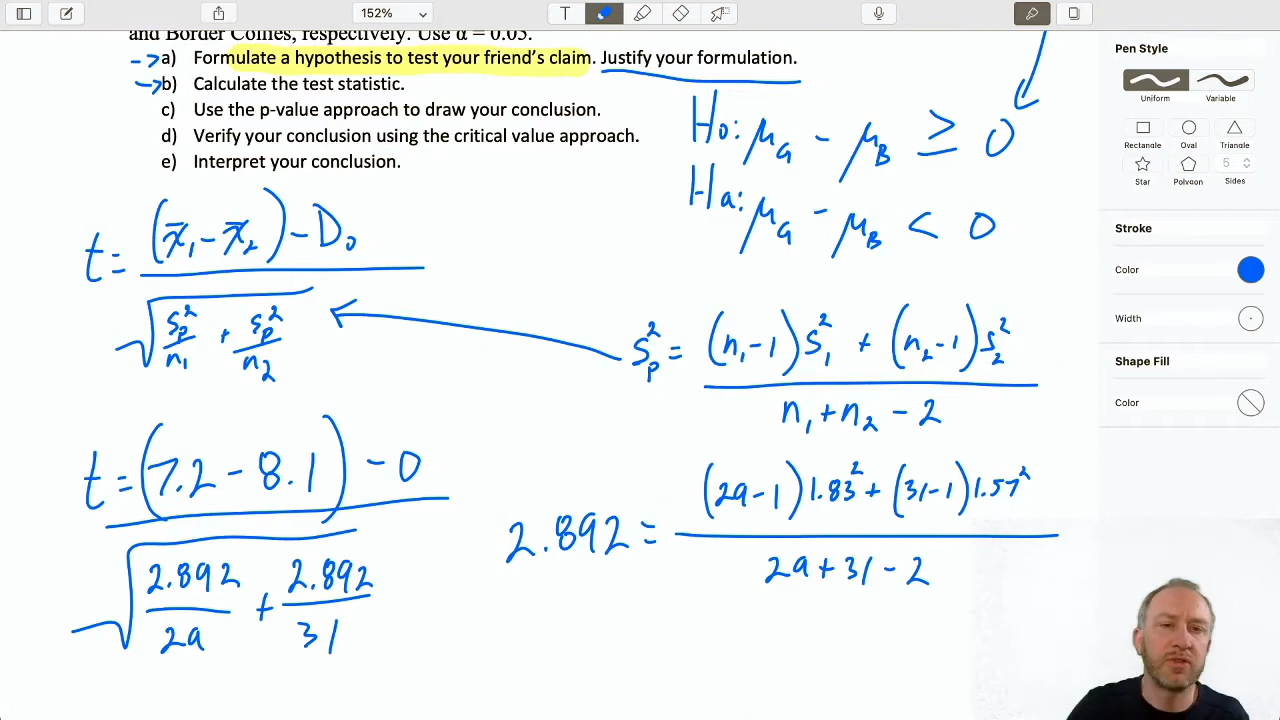 152%
T
and Border Collies, respectively. Use α = 0.05.
a) Formulate a hypothesis to test your friend's claim. Justify your formulation.
b) Calculate the test statistic.
c) Use the p-value approach to draw your conclusion.
d) Verify your conclusion using the critical value approach.
e) Interpret your conclusion.
Ho: μG - μB ≥ 0
Ha: μG - μB < 0
t = (x̄₁ - x̄₂) - D₀
√ Sp²/n₁ + Sp²/n₂
Sp² = (n₁-1)S₁² + (n₂-1)S₂²
n₁ + n₂ - 2
t = (7.2 - 8.1) - 0
√ 2.892/29 + 2.892/31
2.892 = (29-1)1.83² + (31-1)1.57²
29 + 31 - 2
Pen Style
Uniform Variable
Rectangle Oval Triangle
Star Polygon 5 Sides
Stroke
Color
Width
Shape Fill
Color